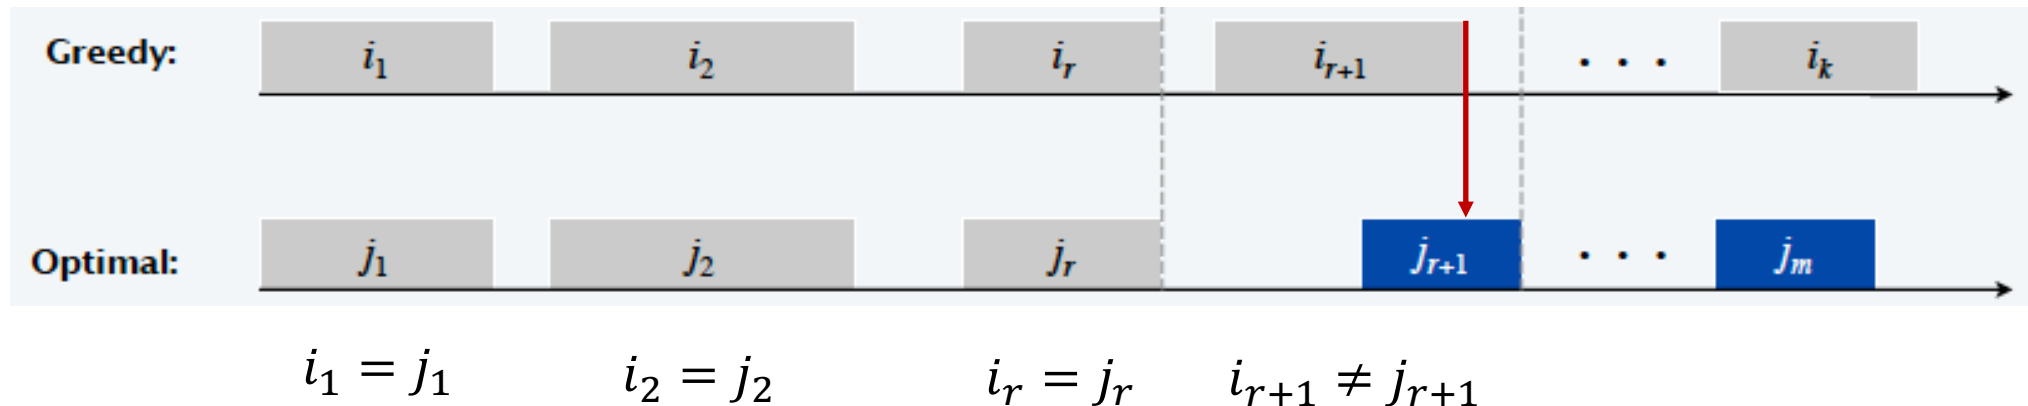 Greedy: i₁ i₂ iᵣ iᵣ₊₁ . . . iₖ
Optimal: j₁ j₂ jᵣ jᵣ₊₁ . . . jₘ
i₁ = j₁ i₂ = j₂ iᵣ = jᵣ iᵣ₊₁ ≠ jᵣ₊₁